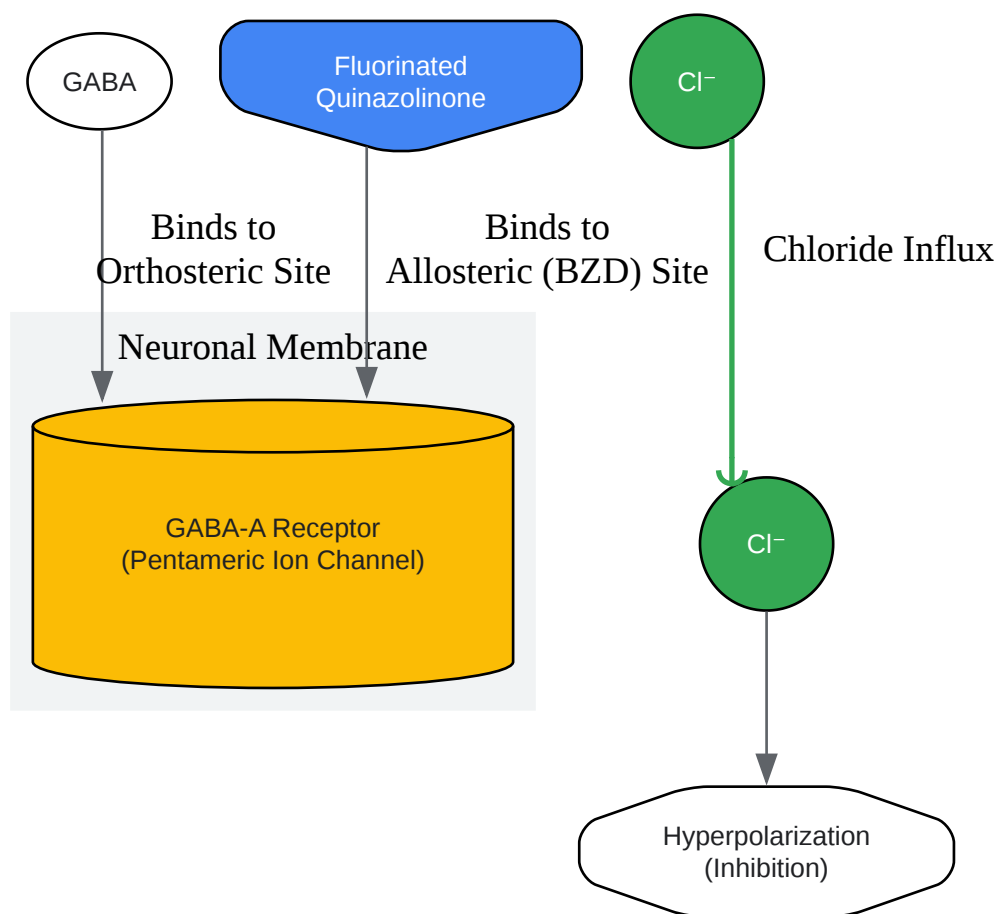 GABA
Fluorinated
Quinazolinone
Cl⁻
Binds to
Orthosteric Site
Binds to
Allosteric (BZD) Site
Chloride Influx
Neuronal Membrane
GABA-A Receptor
(Pentameric Ion Channel)
Cl⁻
Hyperpolarization
(Inhibition)